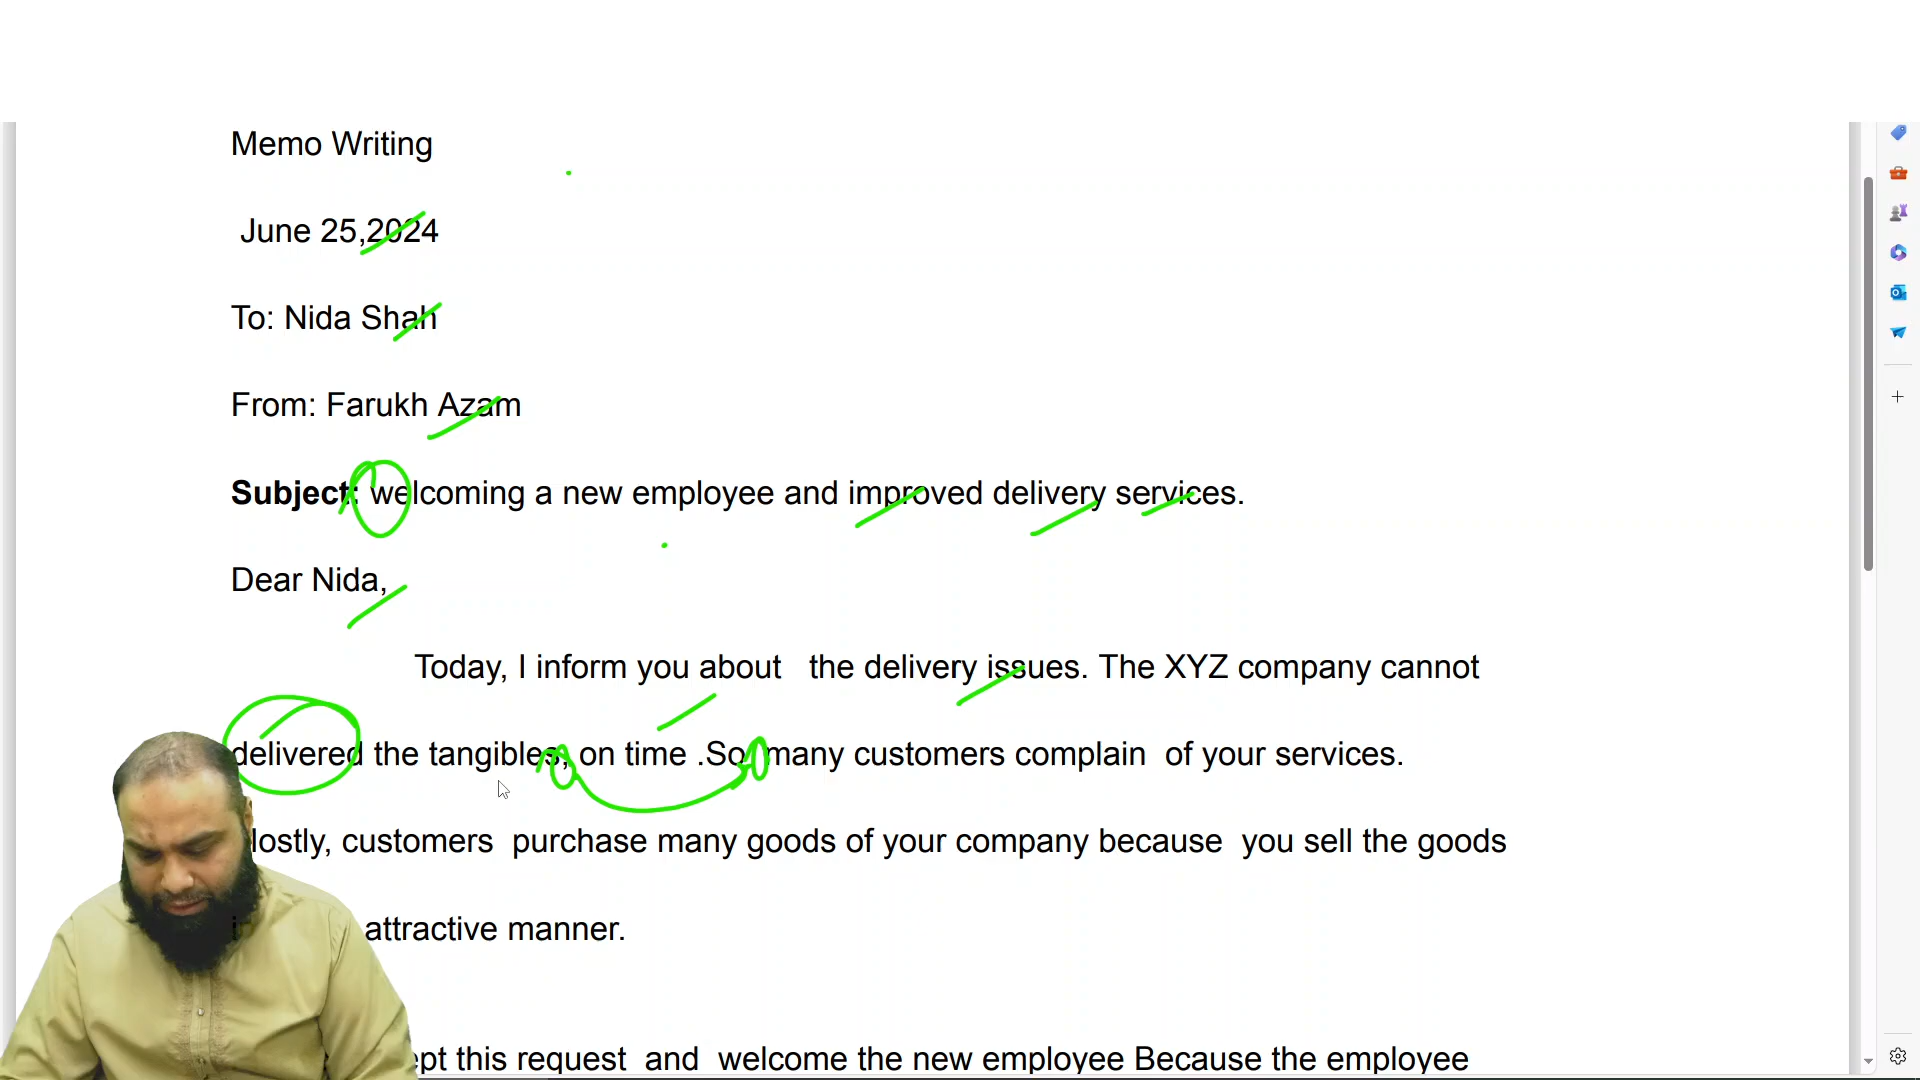 Memo Writing
June 25,2024
To: Nida Shah
From: Farukh Azam
Subject: welcoming a new employee and improved delivery services.
Dear Nida,
Today, I inform you about the delivery issues. The XYZ company cannot
delivered the tangibles, on time .So many customers complain of your services.
customers purchase many goods of your company because you sell the goods
attractive manner.
this request and welcome the new employee Because the employee